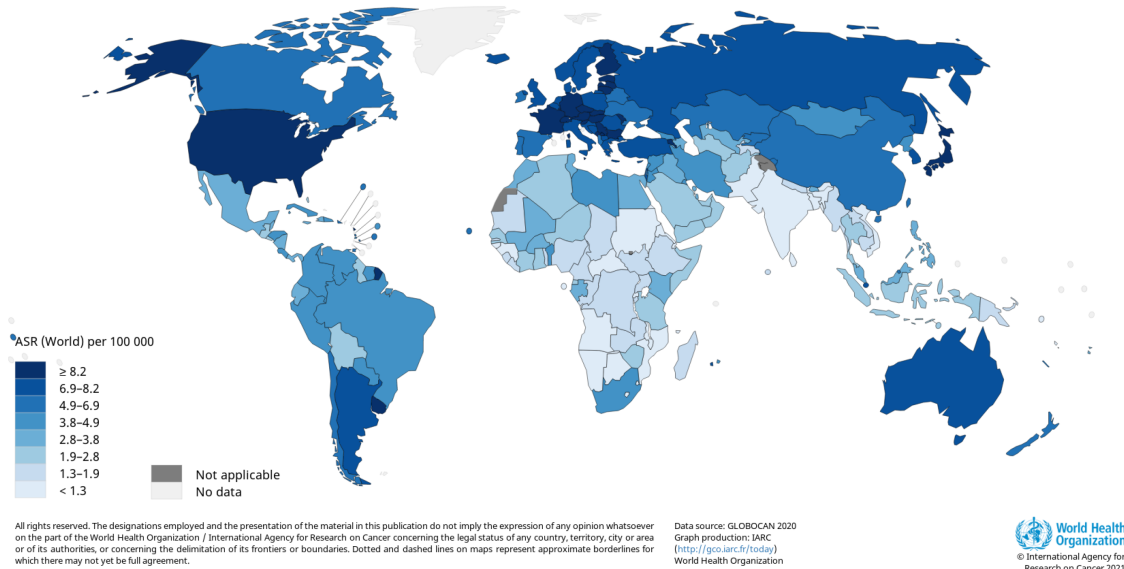 ASR (World) per 100 000
≥ 8.2
6.9–8.2
4.9–6.9
3.8–4.9
2.8–3.8
1.9–2.8
1.3–1.9
< 1.3
Not applicable
No data
All rights reserved. The designations employed and the presentation of the material in this publication do not imply the expression of any opinion whatsoever
on the part of the World Health Organization / International Agency for Research on Cancer concerning the legal status of any country, territory, city or area
or of its authorities, or concerning the delimitation of its frontiers or boundaries. Dotted and dashed lines on maps represent approximate borderlines for
which there may not yet be full agreement.
Data source: GLOBOCAN 2020
Graph production: IARC
(http://gco.iarc.fr/today)
World Health Organization
World Health
Organization
© International Agency for
Research on Cancer 2021